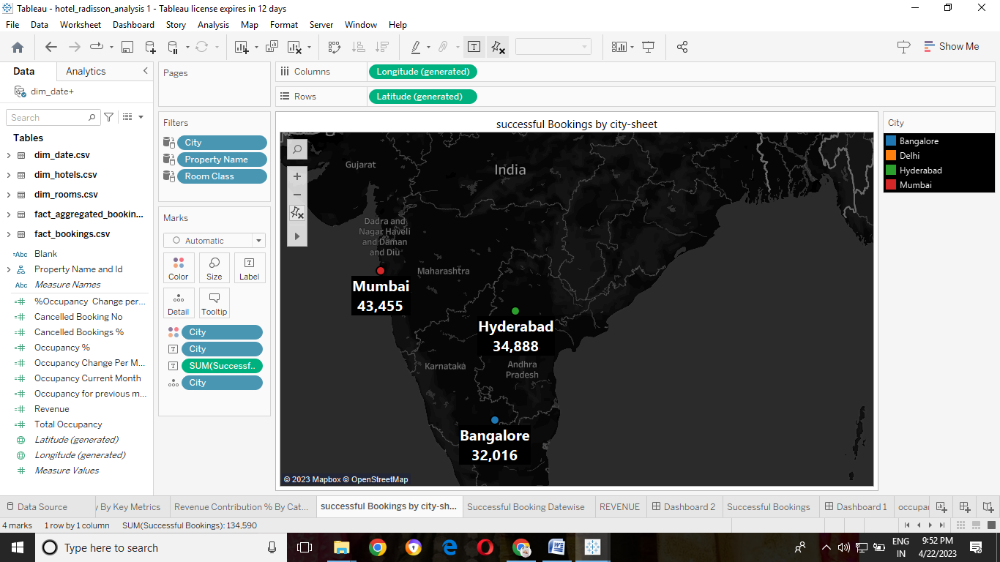 Tableau - hotel_radisson_analysis 1 - Tableau license expires in 12 days
File Data Worksheet Dashboard Story Analysis Map Format Server Window Help
Show Me
Data Analytics
dim_date+
Search
Tables
dim_date.csv
dim_hotels.csv
dim_rooms.csv
fact_aggregated_bookin...
fact_bookings.csv
=Abc Blank
Property Name and Id
Abc Measure Names
%Occupancy Change per...
Cancelled Booking No
Cancelled Bookings %
Occupancy %
Occupancy Change Per M...
Occupancy Current Month
Occupancy for previous m...
Revenue
Total Occupancy
Latitude (generated)
Longitude (generated)
Measure Values
Pages
Filters
City
Property Name
Room Class
Marks
Automatic
Color Size Label
Detail Tooltip
City
City
SUM(Successf..
City
Columns Longitude (generated)
Rows Latitude (generated)
successful Bookings by city-sheet
Gujarat
India
Dadra and
Nagar Haveli
and Daman
and Diu
Maharashtra
Mumbai
43,455
Hyderabad
34,888
Karnataka
Andhra
Pradesh
Bangalore
32,016
© 2023 Mapbox © OpenStreetMap
City
Bangalore
Delhi
Hyderabad
Mumbai
Data Source y By Key Metrics Revenue Contribution % By Cat... successful Bookings by city-sh... Successful Booking Datewise REVENUE Dashboard 2 Successful Bookings Dashboard 1 occupa
4 marks 1 row by 1 column SUM(Successful Bookings): 134,590
Type here to search
ENG
IN
9:52 PM
4/22/2023